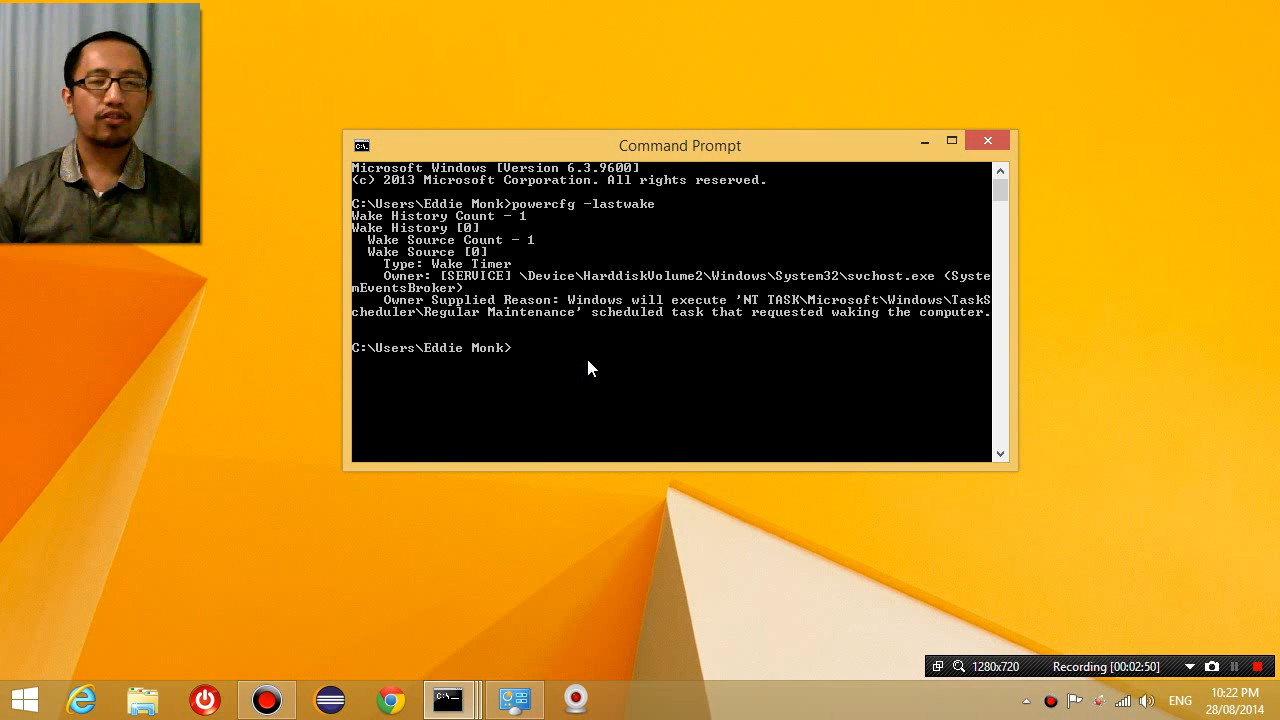 Command Prompt
Microsoft Windows [Version 6.3.9600]
(c) 2013 Microsoft Corporation. All rights reserved.
C:\Users\Eddie Monk>powercfg -lastwake
Wake History Count - 1
Wake History [0]
Wake Source Count - 1
Wake Source [0]
Type: Wake Timer
Owner: [SERVICE] \Device\HarddiskVolume2\Windows\System32\svchost.exe (Syste
mEventsBroker)
Owner Supplied Reason: Windows will execute 'NT TASK\Microsoft\Windows\TaskS
cheduler\Regular Maintenance' scheduled task that requested waking the computer.
C:\Users\Eddie Monk>
1280x720 Recording [00:02:50]
ENG 10:22 PM
28/08/2014